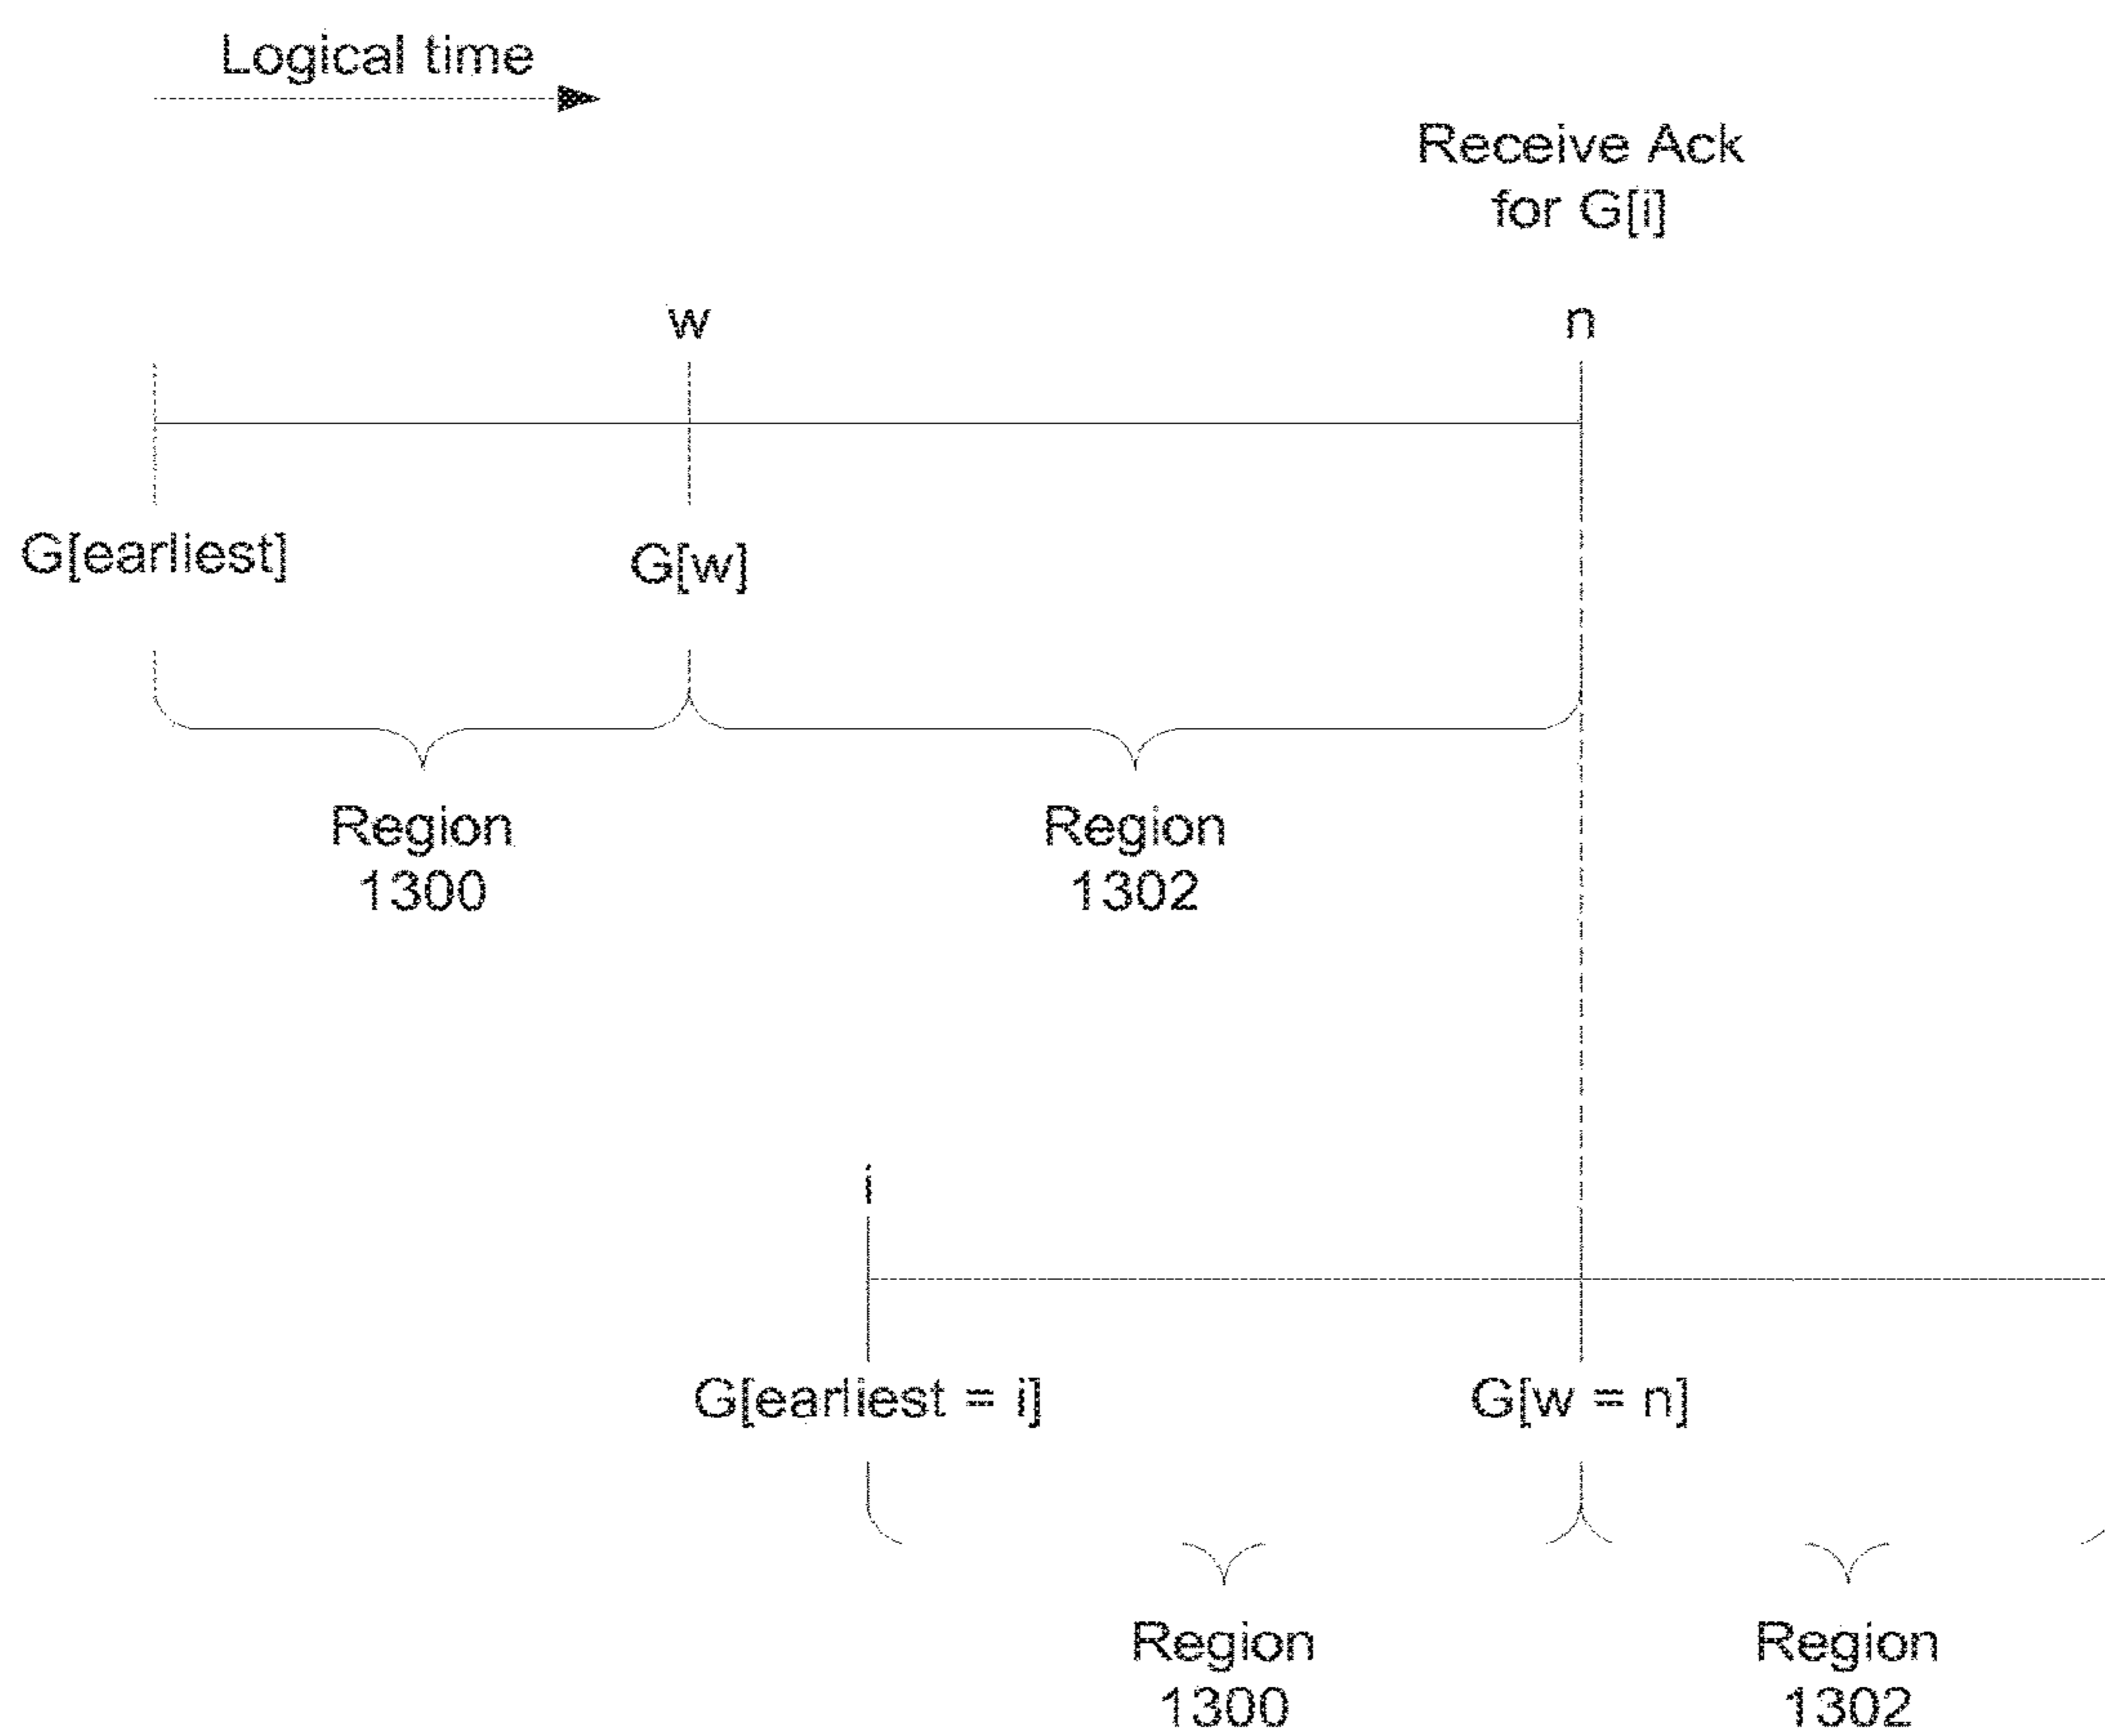 Logical time
Receive Ack
for G[i]
w
n
G[earliest]
G[w]
Region
1300
Region
1302
i
G[earliest = i]
G[w = n]
Region
1300
Region
1302